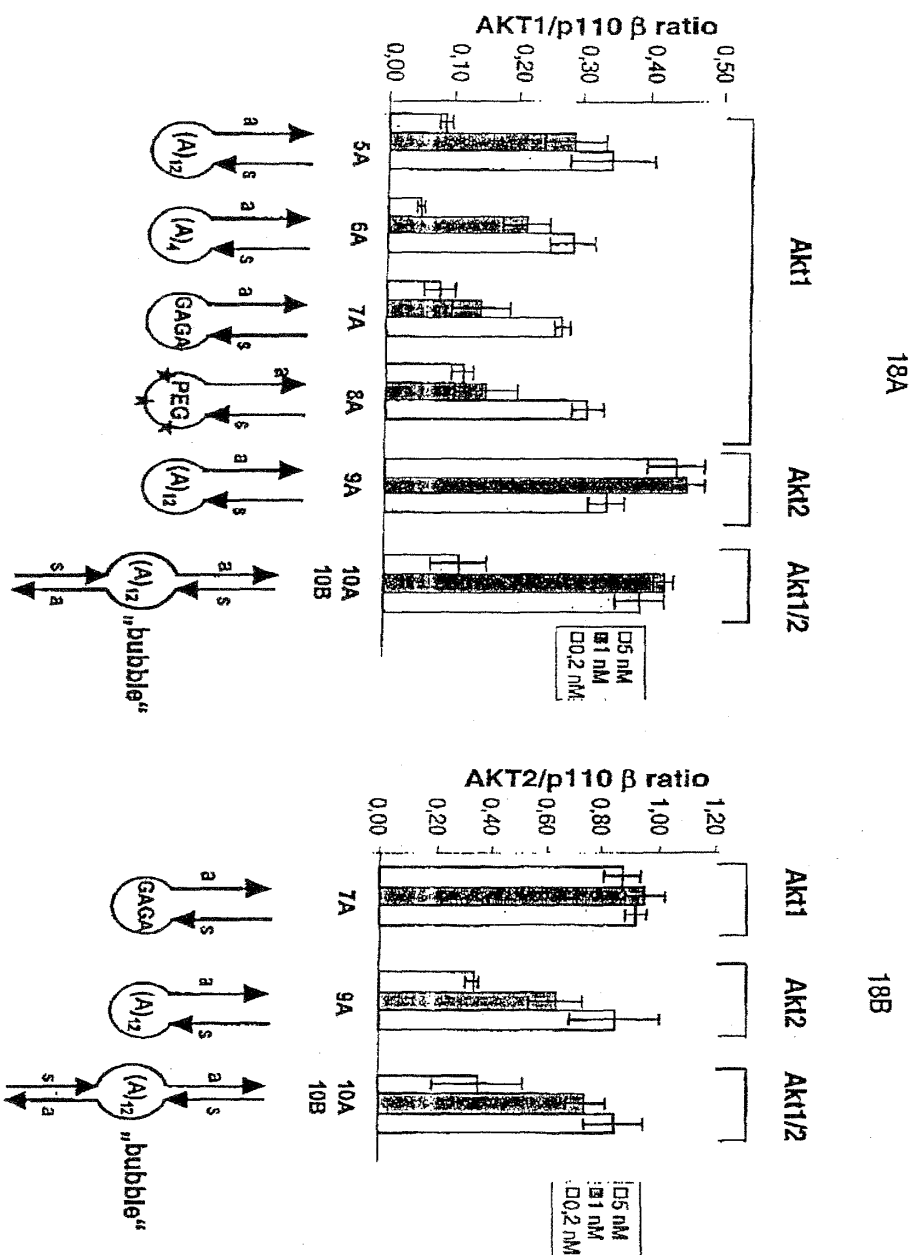 18A
AKT1/p110 β ratio
0,50
0,40
0,30
0,20
0,10
0,00
Akt1
Akt2
Akt1/2
□5 nM
▩1 nM
□0,2 nM
5A
6A
7A
8A
9A
10A
10B
a
s
(A)12
a
s
(A)4
a
s
GAGA
a
s
PEG
a
s
(A)12
a
s
(A)12
s
a
„bubble“
18B
AKT2/p110 β ratio
1,20
1,00
0,80
0,60
0,40
0,20
0,00
Akt1
Akt2
Akt1/2
□5 nM
▩1 nM
□0,2 nM
7A
9A
10A
10B
a
s
GAGA
a
s
(A)12
a
s
(A)12
s
a
„bubble“